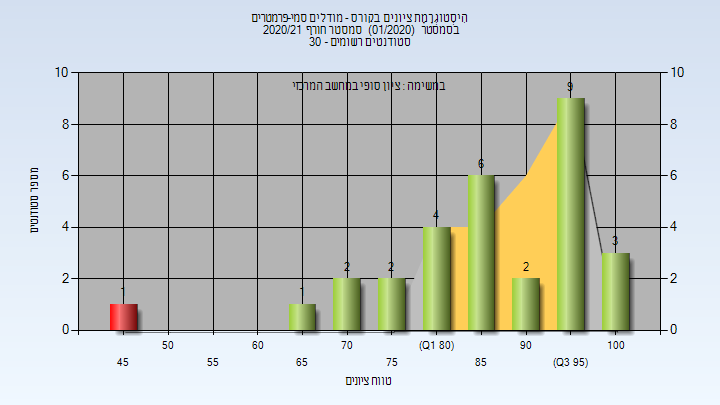 היסטוגרמת ציונים בקורס - מודלים סמי-פרמטרים
בסמסטר (01/2020) סמסטר חורף 2020/21
סטודנטים רשומים - 30
במשימה : ציון סופי במחשב המרכזי
מספר סטודנטים
10 10
8 8
6 6
4 4
2 2
0 0
1 1 2 2 4 6 2 9 3
50 60 70 (Q1 80) 90 100
45 55 65 75 85 (Q3 95)
טווח ציונים